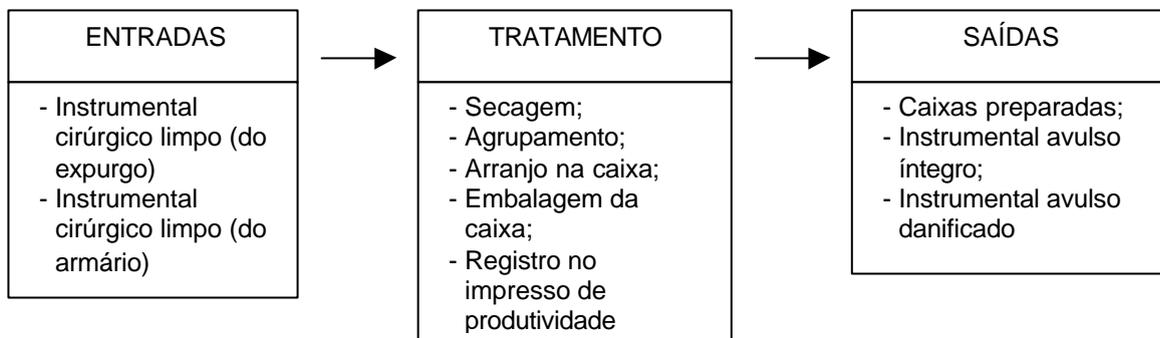 ENTRADAS
- Instrumental
cirúrgico limpo (do
expurgo)
- Instrumental
cirúrgico limpo (do
armário)
TRATAMENTO
- Secagem;
- Agrupamento;
- Arranjo na caixa;
- Embalagem da
caixa;
- Registro no
impresso de
produtividade
SAÍDAS
- Caixas preparadas;
- Instrumental avulso
íntegro;
- Instrumental avulso
danificado